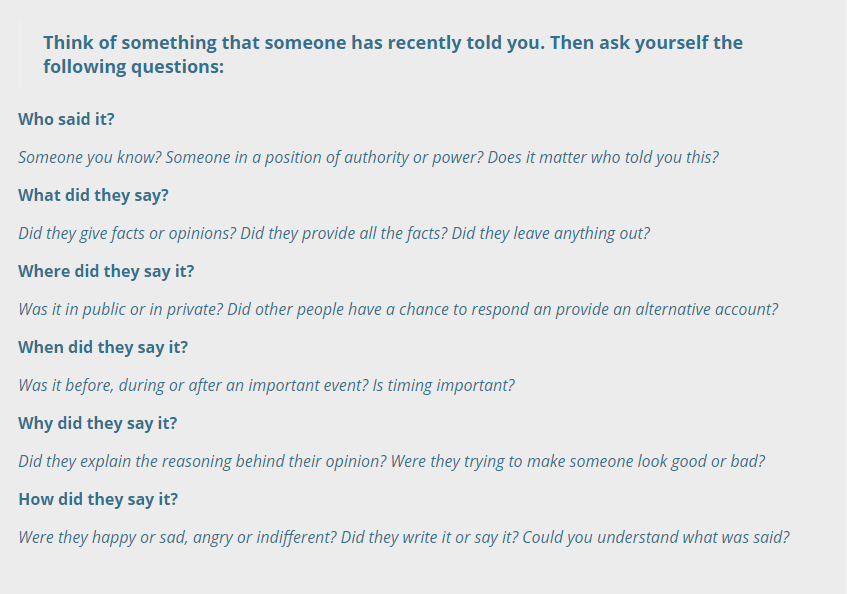 Think of something that someone has recently told you. Then ask yourself the
following questions:
Who said it?
Someone you know? Someone in a position of authority or power? Does it matter who told you this?
What did they say?
Did they give facts or opinions? Did they provide all the facts? Did they leave anything out?
Where did they say it?
Was it in public or in private? Did other people have a chance to respond an provide an alternative account?
When did they say it?
Was it before, during or after an important event? Is timing important?
Why did they say it?
Did they explain the reasoning behind their opinion? Were they trying to make someone look good or bad?
How did they say it?
Were they happy or sad, angry or indifferent? Did they write it or say it? Could you understand what was said?